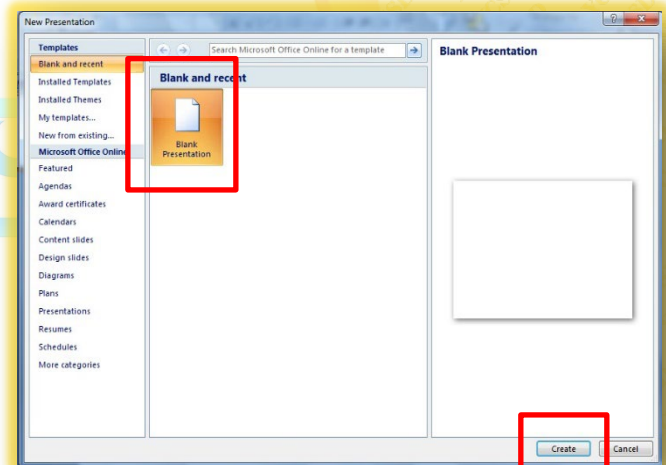 New Presentation
Templates
Blank and recent
Installed Templates
Installed Themes
My templates...
New from existing...
Microsoft Office Online
Featured
Agendas
Award certificates
Calendars
Content slides
Design slides
Diagrams
Plans
Presentations
Resumes
Schedules
More categories
Search Microsoft Office Online for a template
Blank and recent
Blank
Presentation
Blank Presentation
Create
Cancel